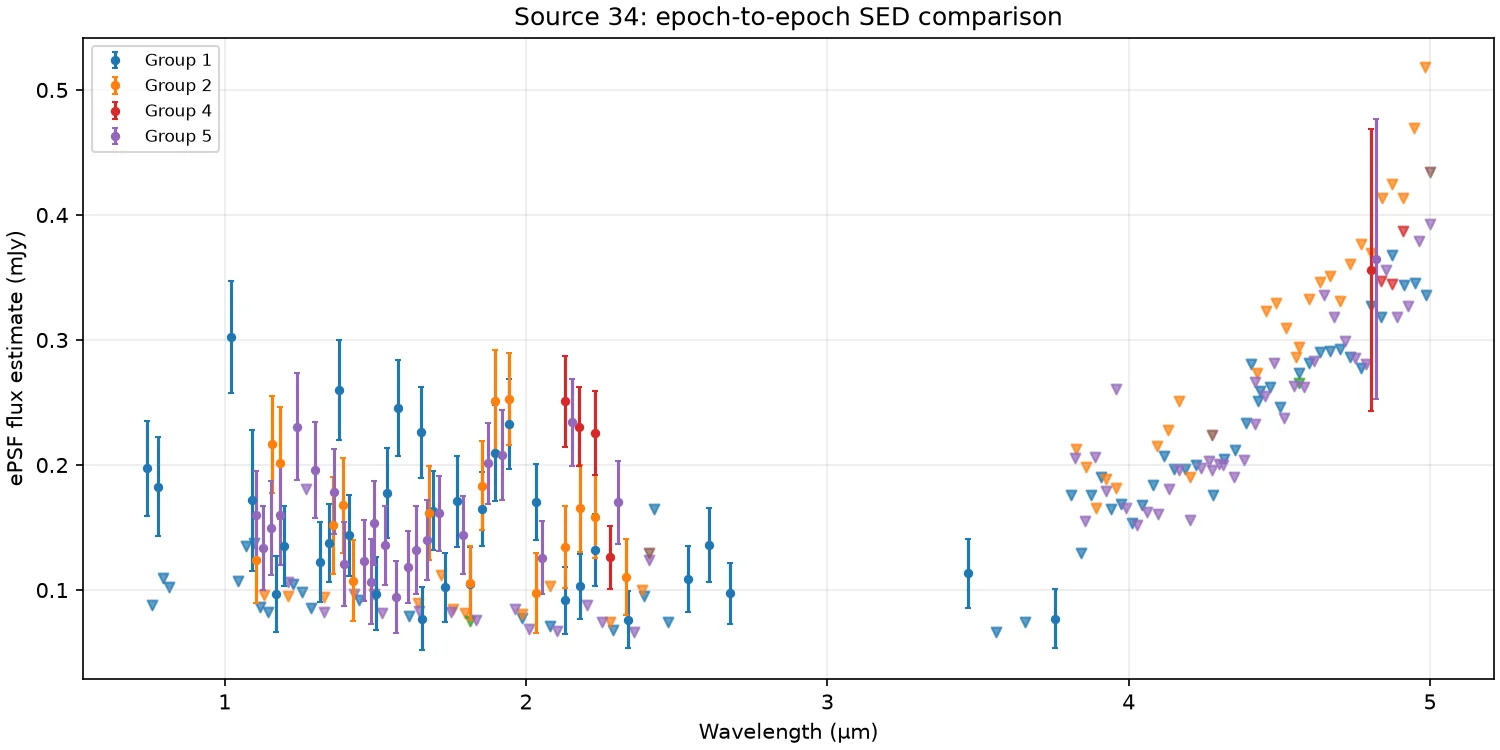 Source 34: epoch-to-epoch SED comparison
Group 1
Group 2
Group 4
Group 5
ePSF flux estimate (mJy)
0.5
0.4
0.3
0.2
0.1
1 2 3 4 5
Wavelength (μm)